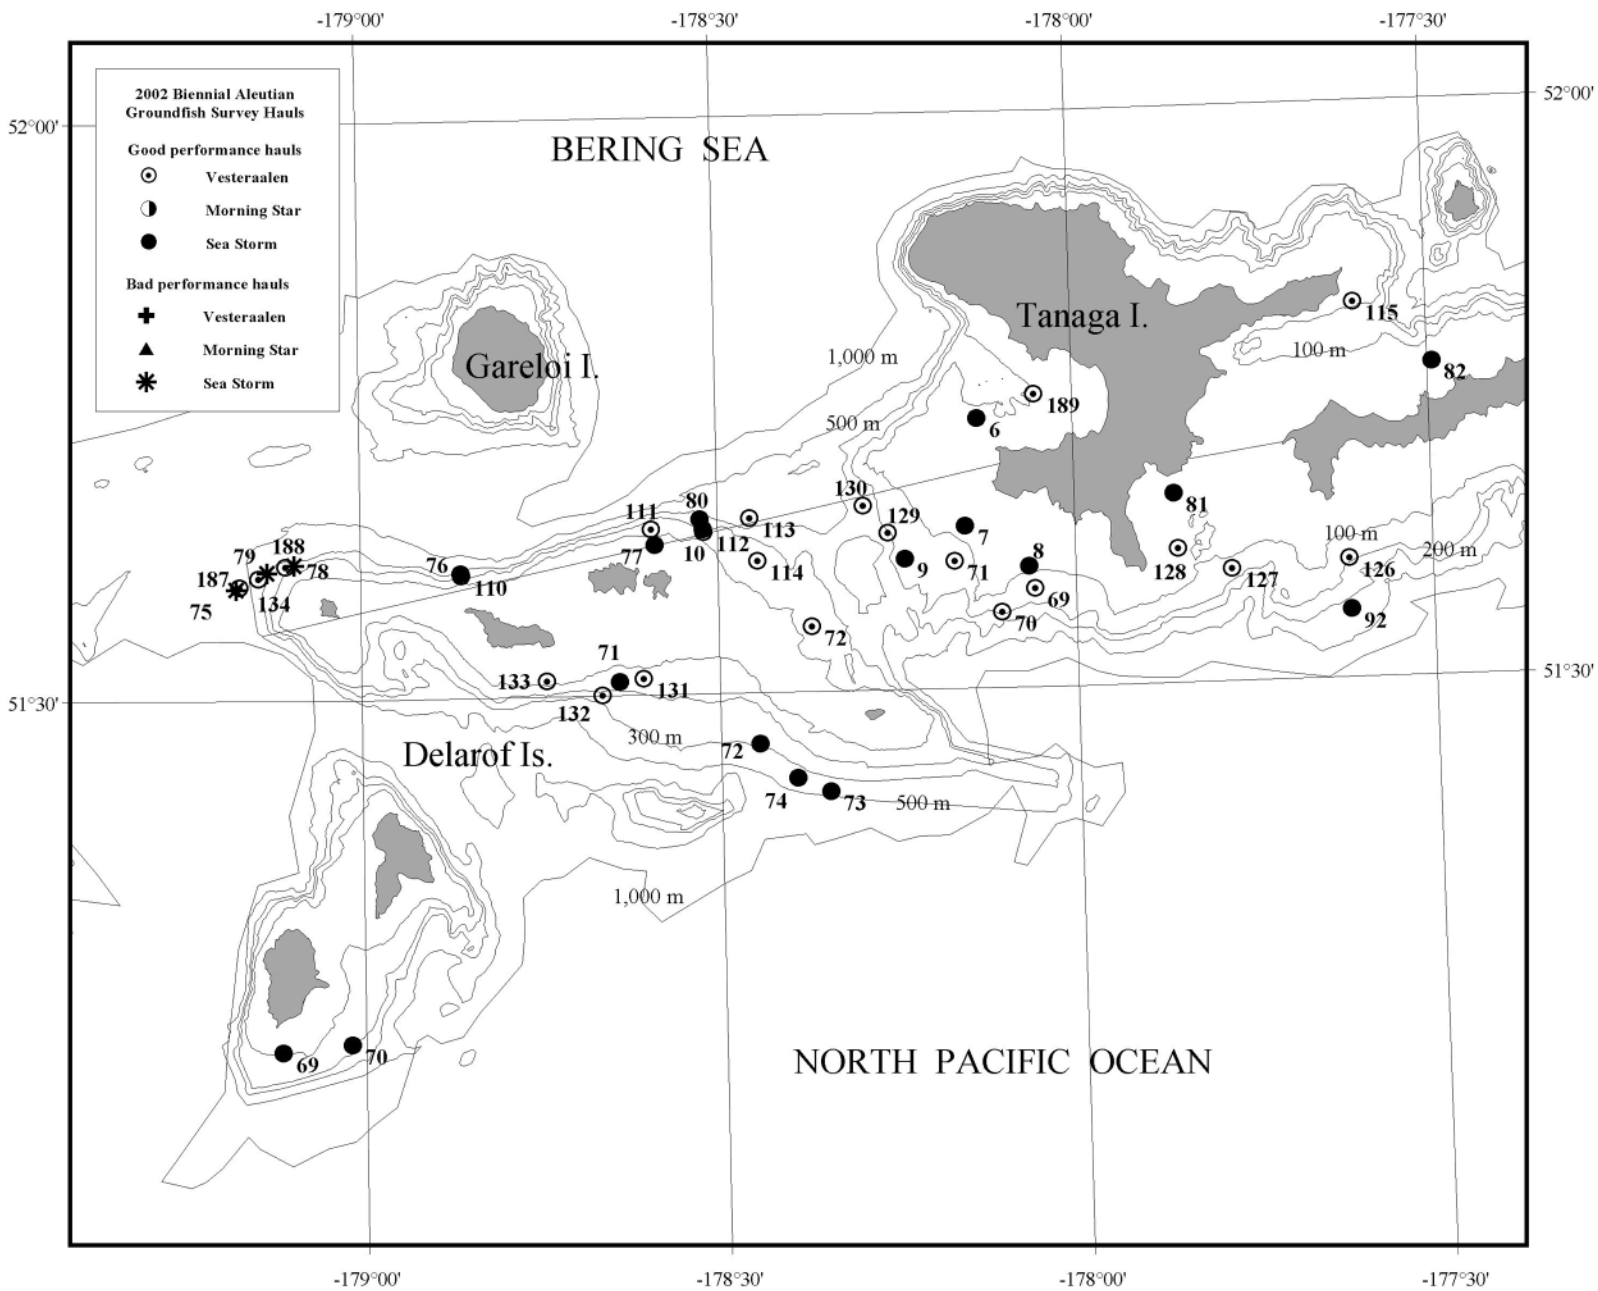 -179°00'
-178°30'
-178°00'
-177°30'
2002 Biennial Aleutian
Groundfish Survey Hauls
Good performance hauls
Vesteraalen
Morning Star
Sea Storm
Bad performance hauls
Vesteraalen
Morning Star
Sea Storm
52°00'
52°00'
BERING SEA
Tanaga I.
115
1,000 m
100 m
Gareloi I.
82
189
500 m
6
130
80
81
111
129
113
7
112
100 m
10
77
79
188
8
200 m
76
78
114
9
71
128
126
187
110
127
134
69
75
70
92
72
71
51°30'
133
131
51°30'
132
300 m
72
Delarof Is.
74
73
500 m
1,000 m
69
70
NORTH PACIFIC OCEAN
-179°00'
-178°30'
-178°00'
-177°30'